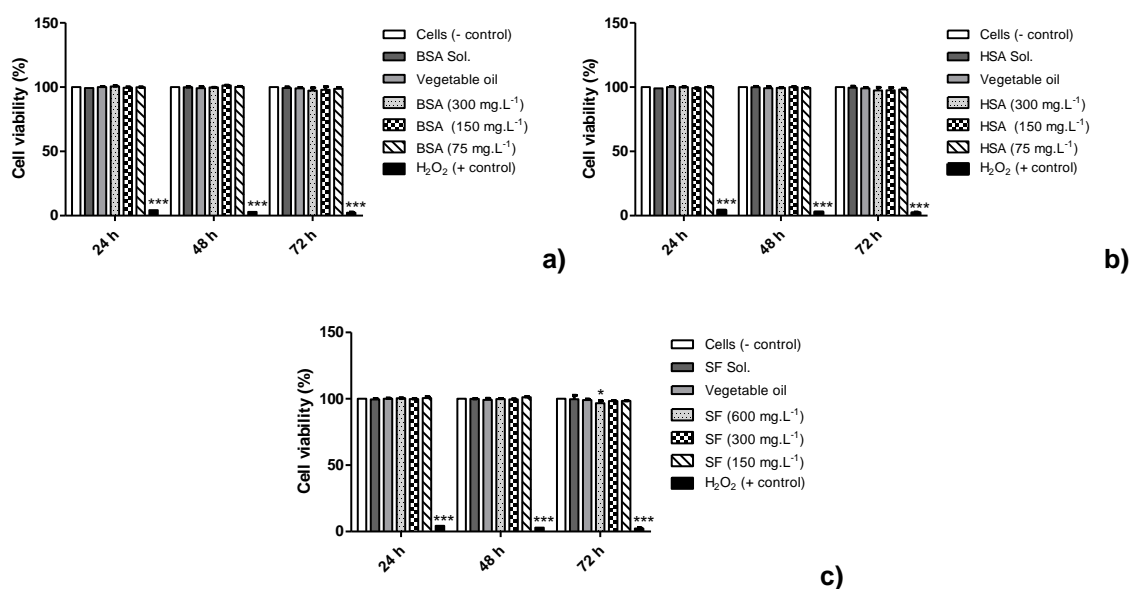 150
100
50
0
Cell viability (%)
24 h
48 h
72 h
***
***
***
Cells (- control)
BSA Sol.
Vegetable oil
BSA (300 mg.L⁻¹)
BSA (150 mg.L⁻¹)
BSA (75 mg.L⁻¹)
H₂O₂ (+ control)
a)
150
100
50
0
Cell viability (%)
24 h
48 h
72 h
***
***
***
Cells (- control)
HSA Sol.
Vegetable oil
HSA (300 mg.L⁻¹)
HSA (150 mg.L⁻¹)
HSA (75 mg.L⁻¹)
H₂O₂ (+ control)
b)
150
100
50
0
Cell viability (%)
24 h
48 h
72 h
***
***
*
***
Cells (- control)
SF Sol.
Vegetable oil
SF (600 mg.L⁻¹)
SF (300 mg.L⁻¹)
SF (150 mg.L⁻¹)
H₂O₂ (+ control)
c)